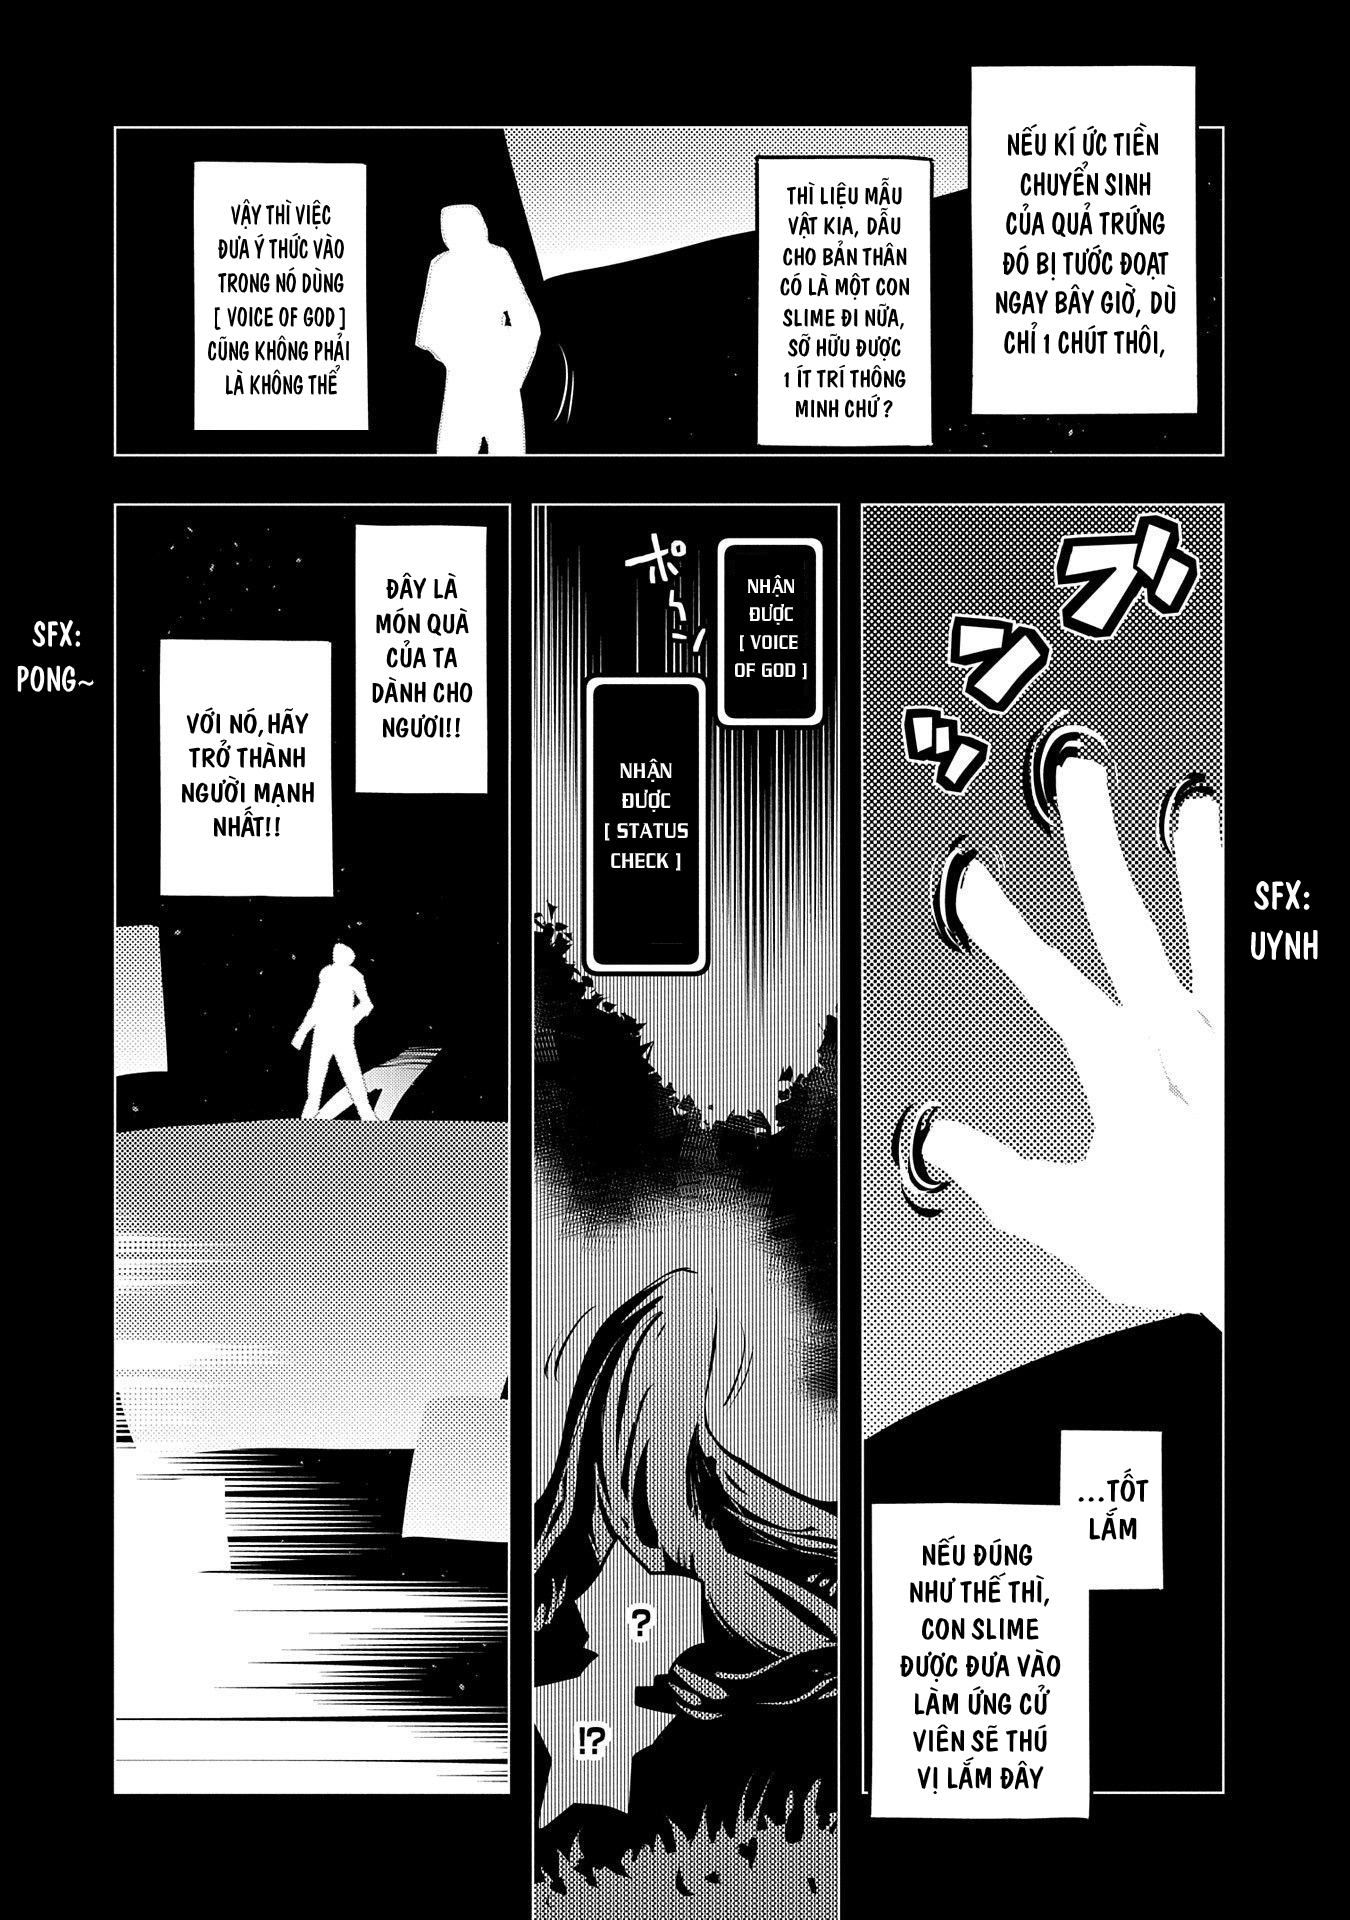 NẾU KÍ ỨC TIỀN
CHUYỂN SINH
CỦA QUẢ TRỨNG
ĐÓ BỊ TƯỚC ĐOẠT
NGAY BÂY GIỜ, DÙ
CHỈ 1 CHÚT THÔI,
THÌ LIỆU MẪU
VẬT KIA, DẪU
CHO BẢN THÂN
CÓ LÀ MỘT CON
SLIME ĐI NỮA,
SỠ HỮU ĐƯỢC
1 ÍT TRÍ THÔNG
MINH CHỨ?
VẬY THÌ VIỆC
ĐƯA Ý THỨC VÀO
TRONG NÓ DÙNG
[ VOICE OF GOD ]
CŨNG KHÔNG PHẢI
LÀ KHÔNG THỂ
ズズズ
SFX:
UYNH
...TỐT
LẮM
NẾU ĐÚNG
NHƯ THẾ THÌ,
CON SLIME
ĐƯỢC ĐƯA VÀO
LÀM ỨNG CỬ
VIÊN SẼ THÚ
VỊ LẮM ĐÂY
NHẬN
ĐƯỢC
[ VOICE
OF GOD ]
ポーン
NHẬN
ĐƯỢC
[ STATUS
CHECK ]
?
!?
ĐÂY LÀ
MÓN QUÀ
CỦA TA
DÀNH CHO
NGƯƠI!!
VỚI NÓ, HÃY
TRỞ THÀNH
NGƯỜI MẠNH
NHẤT!!
SFX:
PONG~